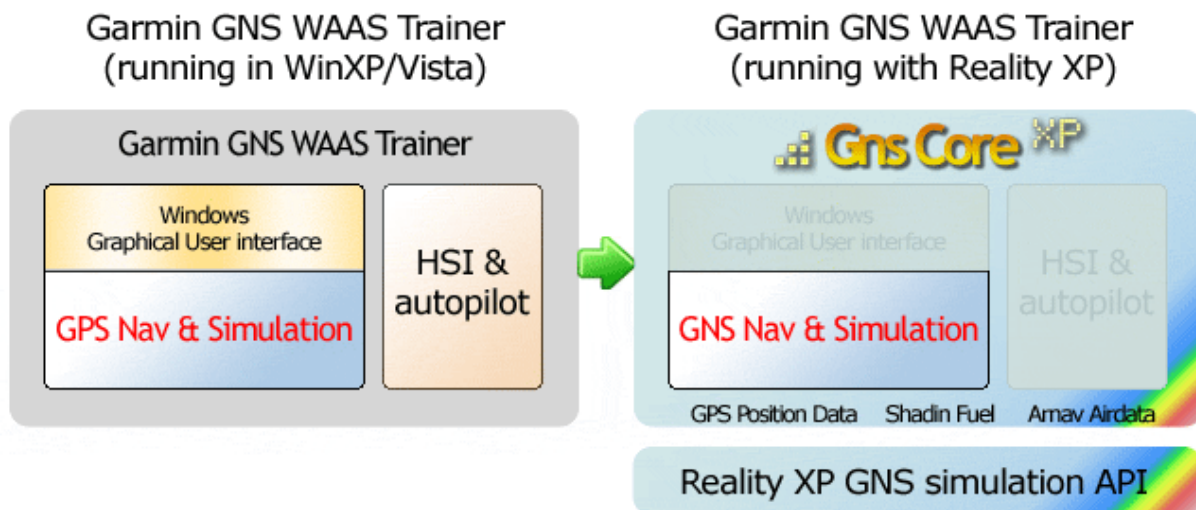 Garmin GNS WAAS Trainer
(running in WinXP/Vista)
Garmin GNS WAAS Trainer
Windows
Graphical User interface
GPS Nav & Simulation
HSI &
autopilot
Garmin GNS WAAS Trainer
(running with Reality XP)
Gns Core XP
Windows
Graphical User interface
GNS Nav & Simulation
HSI &
autopilot
GPS Position Data Shadin Fuel Arnav Airdata
Reality XP GNS simulation API